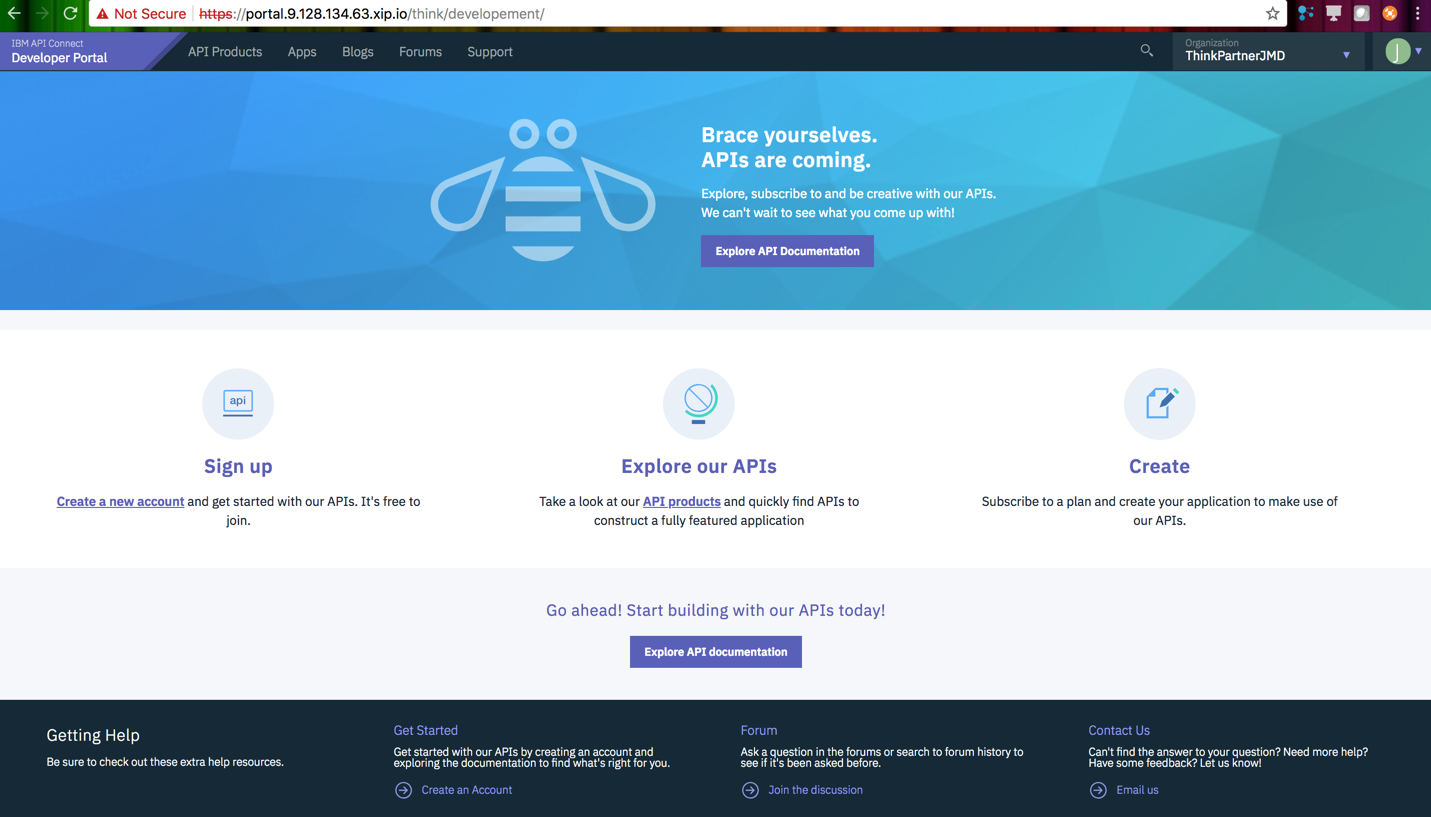 Not Secure https://portal.9.128.134.63.xip.io/think/developement/
IBM API Connect
Developer Portal
API Products Apps Blogs Forums Support
Organization
ThinkPartnerJMD
J
Brace yourselves.
APIs are coming.
Explore, subscribe to and be creative with our APIs.
We can't wait to see what you come up with!
Explore API Documentation
api
Sign up
Create a new account and get started with our APIs. It's free to
join.
Explore our APIs
Take a look at our API products and quickly find APIs to
construct a fully featured application
Create
Subscribe to a plan and create your application to make use of
our APIs.
Go ahead! Start building with our APIs today!
Explore API documentation
Getting Help
Be sure to check out these extra help resources.
Get Started
Get started with our APIs by creating an account and
exploring the documentation to find what's right for you.
Create an Account
Forum
Ask a question in the forums or search to forum history to
see if it's been asked before.
Join the discussion
Contact Us
Can't find the answer to your question? Need more help?
Have some feedback? Let us know!
Email us